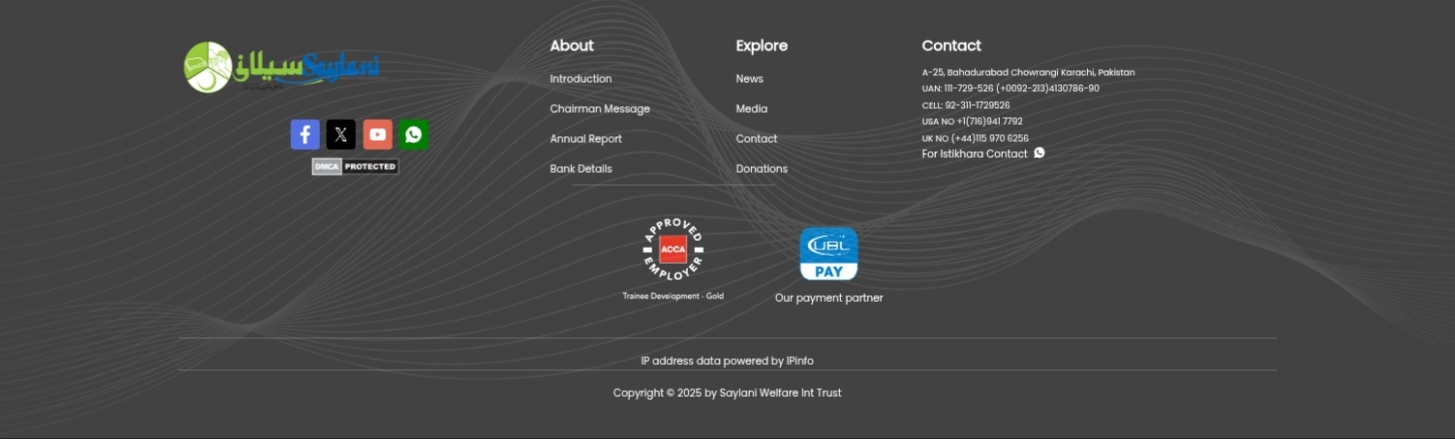 سیلانی Saylani
DMCA PROTECTED
About
Introduction
Chairman Message
Annual Report
Bank Details
Explore
News
Media
Contact
Donations
Contact
A-25, Bahadurabad Chowrangi Karachi, Pakistan
UAN: 111-729-526 (+0092-213)4130786-90
CELL: 92-311-1729526
USA NO +1(716)941 7792
UK NO (+44)115 970 6256
For Istikhara Contact
APPROVED
ACCA
EMPLOYER
Trainee Development - Gold
UBL
PAY
Our payment partner
IP address data powered by IPinfo
Copyright © 2025 by Saylani Welfare Int Trust